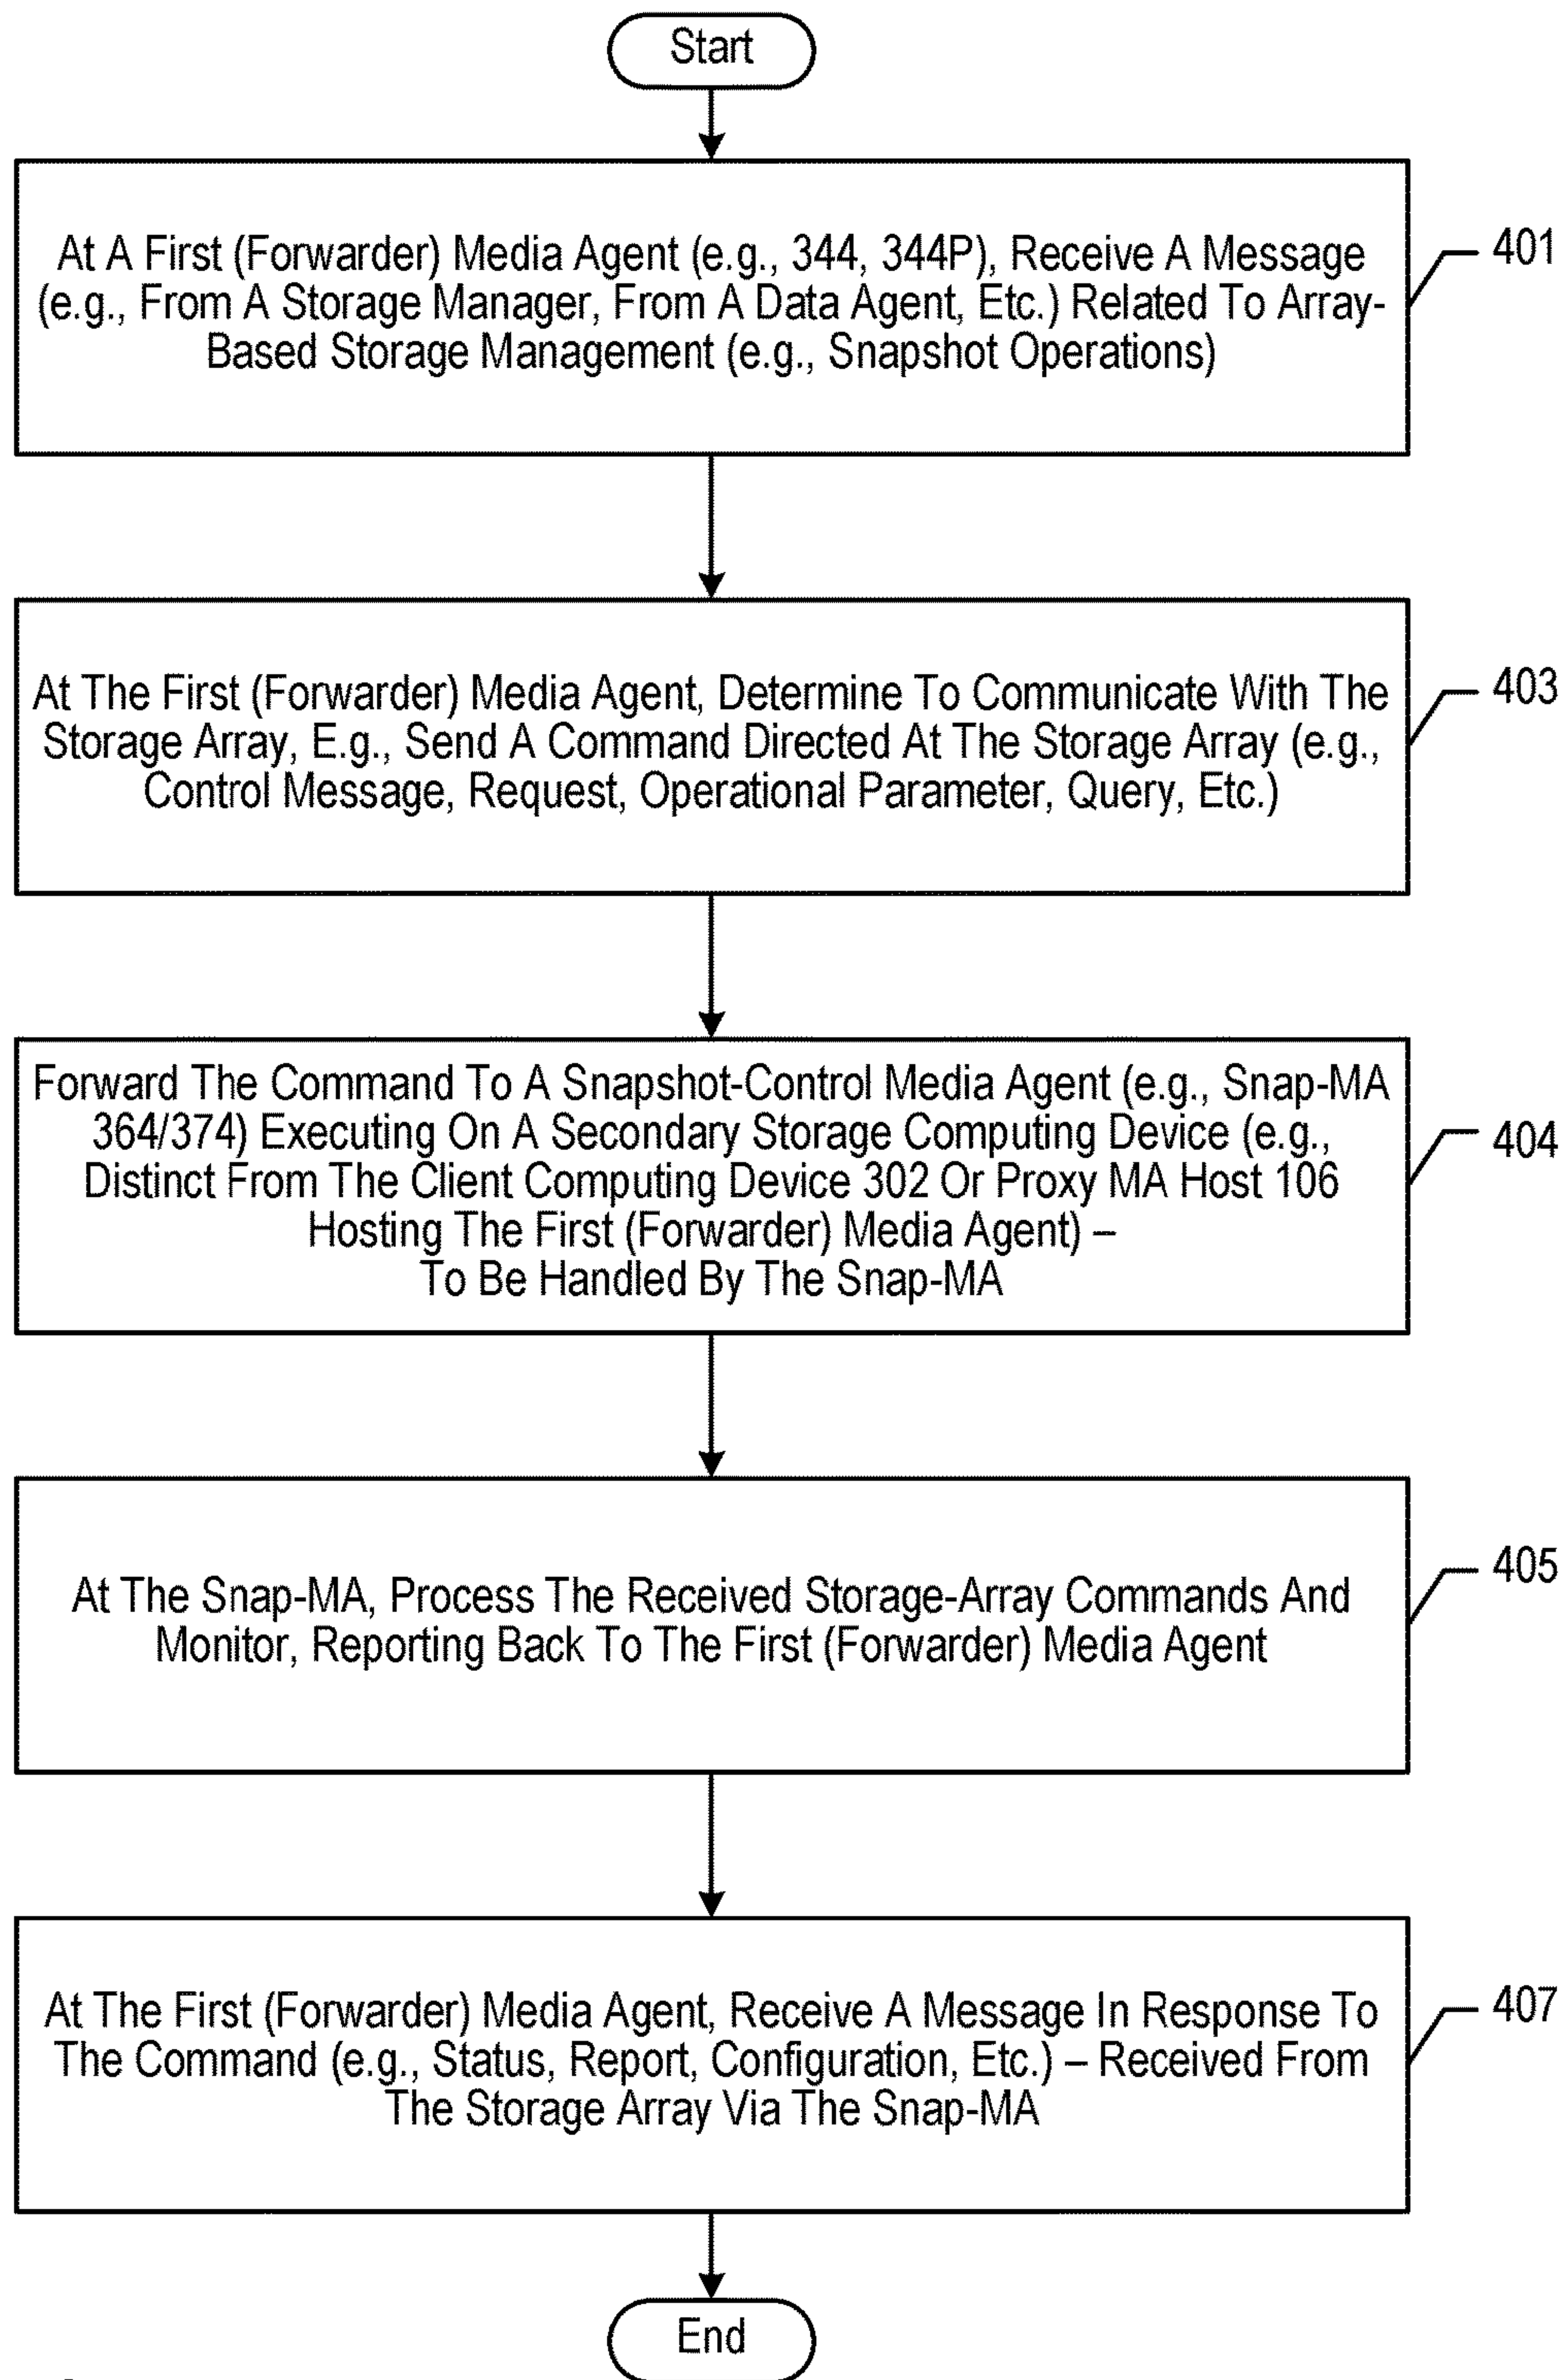 Start
At A First (Forwarder) Media Agent (e.g., 344, 344P), Receive A Message
(e.g., From A Storage Manager, From A Data Agent, Etc.) Related To Array-
Based Storage Management (e.g., Snapshot Operations)
401
At The First (Forwarder) Media Agent, Determine To Communicate With The
Storage Array, E.g., Send A Command Directed At The Storage Array (e.g.,
Control Message, Request, Operational Parameter, Query, Etc.)
403
Forward The Command To A Snapshot-Control Media Agent (e.g., Snap-MA
364/374) Executing On A Secondary Storage Computing Device (e.g.,
Distinct From The Client Computing Device 302 Or Proxy MA Host 106
Hosting The First (Forwarder) Media Agent) –
To Be Handled By The Snap-MA
404
At The Snap-MA, Process The Received Storage-Array Commands And
Monitor, Reporting Back To The First (Forwarder) Media Agent
405
At The First (Forwarder) Media Agent, Receive A Message In Response To
The Command (e.g., Status, Report, Configuration, Etc.) – Received From
The Storage Array Via The Snap-MA
407
End